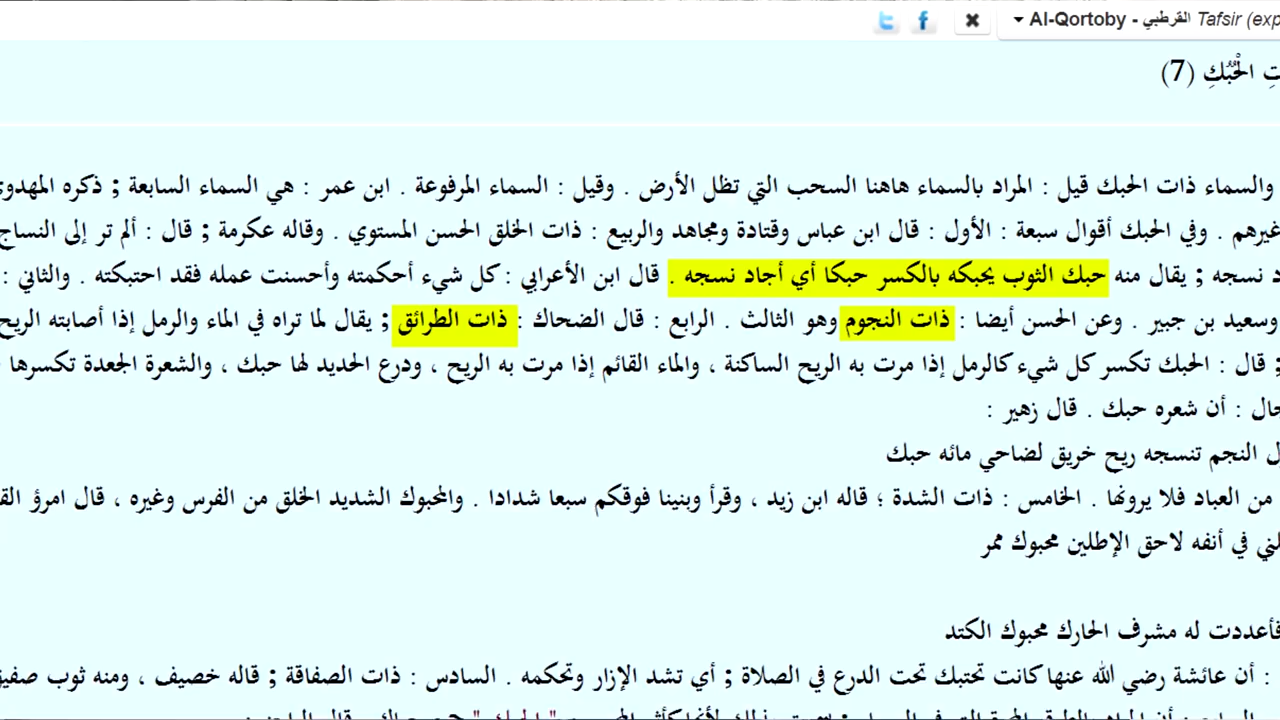 Al-Qortoby - القرطبي Tafsir
الْحُبُكِ (7)
والسماء ذات الحبك قيل : المراد بالسماء هاهنا السحب التي تظل الأرض . وقيل : السماء المرفوعة . ابن عمر : هي السماء السابعة ; ذكره
وفي الحبك أقوال سبعة : الأول : قال ابن عباس وقتادة ومجاهد والربيع : ذات الخلق الحسن المستوي . وقاله عكرمة ; قال : ألم تر إلى النساج
نسجه ; يقال منه حبك الثوب يحبكه بالكسر حبكا أي أجاد نسجه . قال ابن الأعرابي : كل شيء أحكمته وأحسنت عمله فقد احتبكته . والثاني :
وسعيد بن جبير . وعن الحسن أيضا : ذات النجوم وهو الثالث . الرابع : قال الضحاك : ذات الطرائق ; يقال لما تراه في الماء والرمل إذا أصابته الريح
; قال : الحبك تكسر كل شيء كالرمل إذا مرت به الريح الساكنة ، والماء القائم إذا مرت به الريح ، ودرع الحديد لها حبك ، والشعرة الجعدة تكسرها
: أن شعره حبك . قال زهير :
النجم تنسجه ريح خريق لضاحي مائه حبك
من العباد فلا يرونها . الخامس : ذات الشدة ؛ قاله ابن زيد ، وقرأ وبنينا فوقكم سبعا شدادا . والمحبوك الشديد الخلق من الفرس وغيره ، قال امرؤ
في أنفه لاحق الإطلين محبوك ممر
فأعددت له مشرف الحارك محبوك الكتد
: أن عائشة رضي الله عنها كانت تحتبك تحت الدرع في الصلاة ; أي تشد الإزار وتحكمه . السادس : ذات الصفاقة ; قاله خصيف ، ومنه ثوب